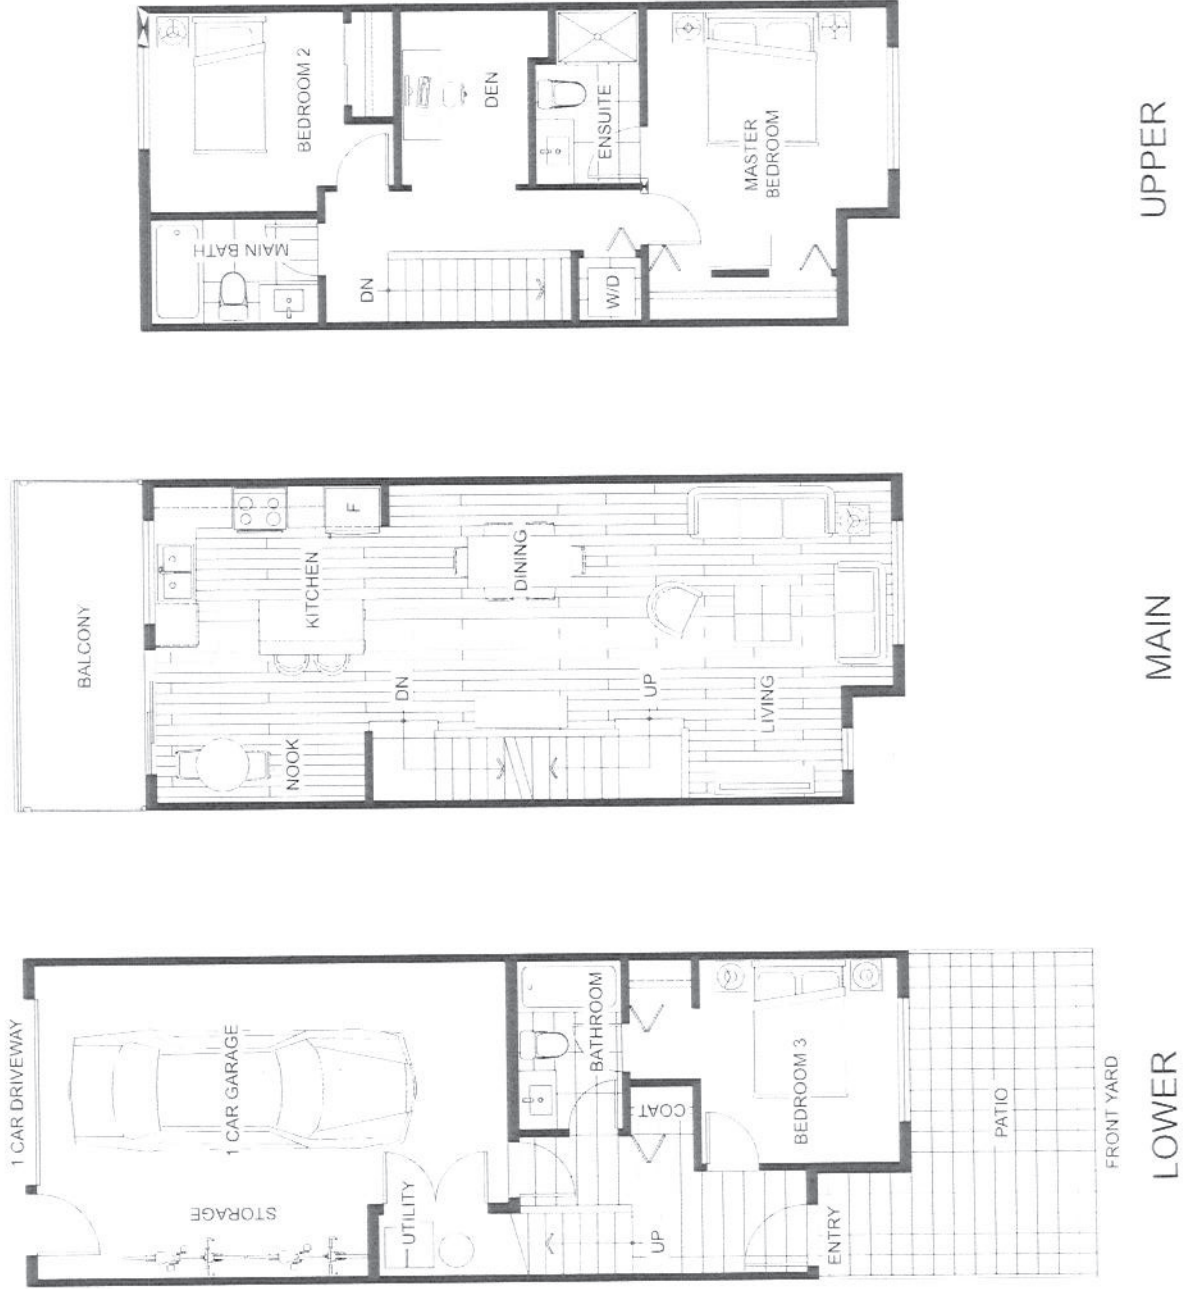 1 CAR DRIVEWAY
1 CAR GARAGE
STORAGE
UTILITY
BATHROOM
COAT
UP
BEDROOM 3
ENTRY
PATIO
FRONT YARD
LOWER
BALCONY
KITCHEN
F
NOOK
DN
DINING
UP
LIVING
MAIN
BEDROOM 2
MAIN BATH
DEN
DN
ENSUITE
W/D
MASTER
BEDROOM
UPPER